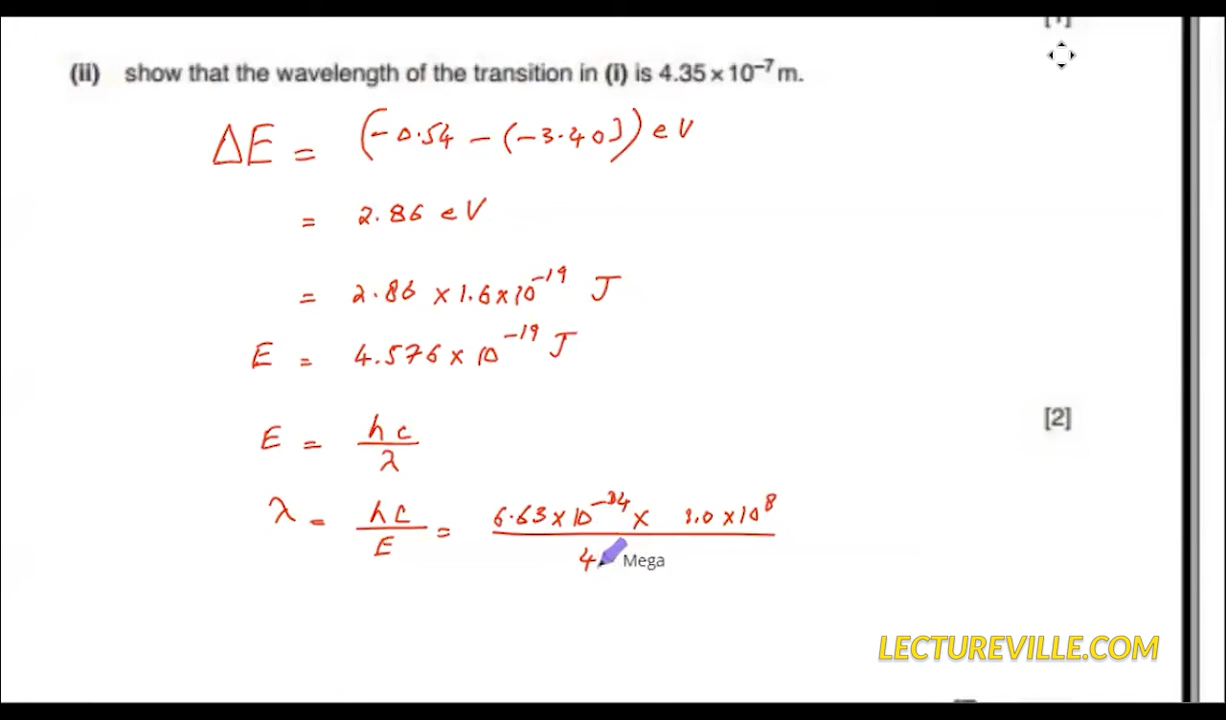 (ii) show that the wavelength of the transition in (i) is 4.35 × 10⁻⁷ m.
ΔE = (-0.54 - (-3.40)) eV
= 2.86 eV
= 2.86 × 1.6 × 10⁻¹⁹ J
E = 4.576 × 10⁻¹⁹ J
[2]
E = hc/λ
λ = hc/E = 6.63 × 10⁻³⁴ × 3.0 × 10⁸ / 4
Mega
LECTUREVILLE.COM